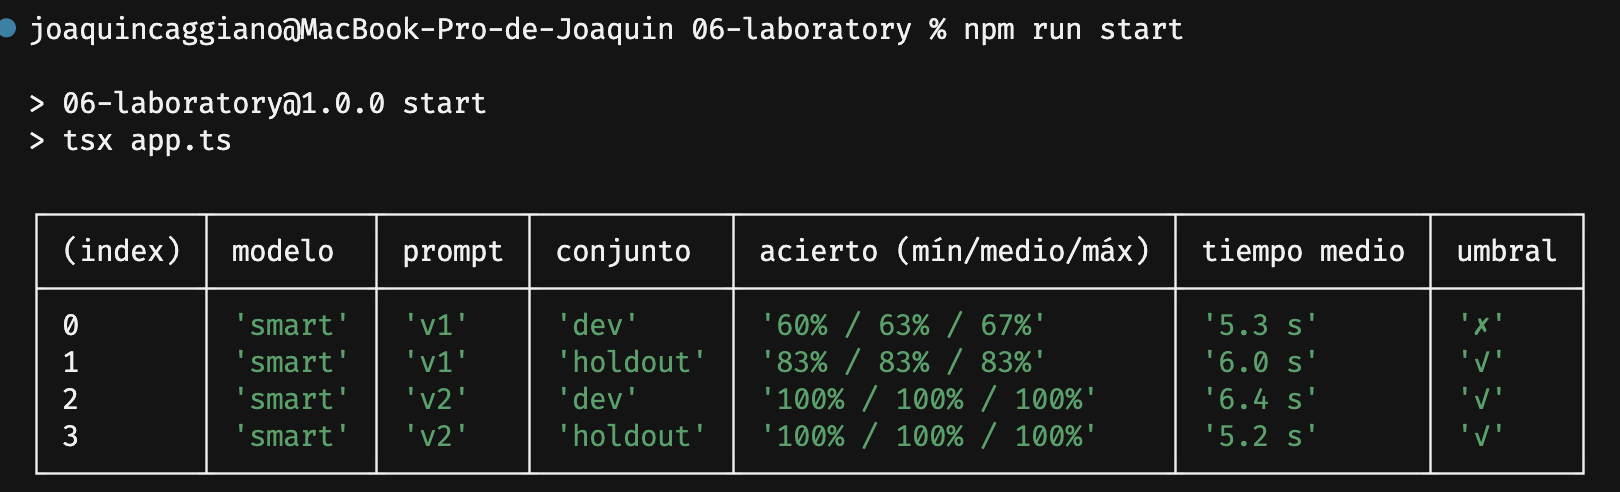 joaquincaggiano@MacBook-Pro-de-Joaquin 06-laboratory % npm run start
> 06-laboratory@1.0.0 start
> tsx app.ts
(index) modelo prompt conjunto acierto (mín/medio/máx) tiempo medio umbral
0 'smart' 'v1' 'dev' '60% / 63% / 67%' '5.3 s' '✗'
1 'smart' 'v1' 'holdout' '83% / 83% / 83%' '6.0 s' '√'
2 'smart' 'v2' 'dev' '100% / 100% / 100%' '6.4 s' '√'
3 'smart' 'v2' 'holdout' '100% / 100% / 100%' '5.2 s' '√'